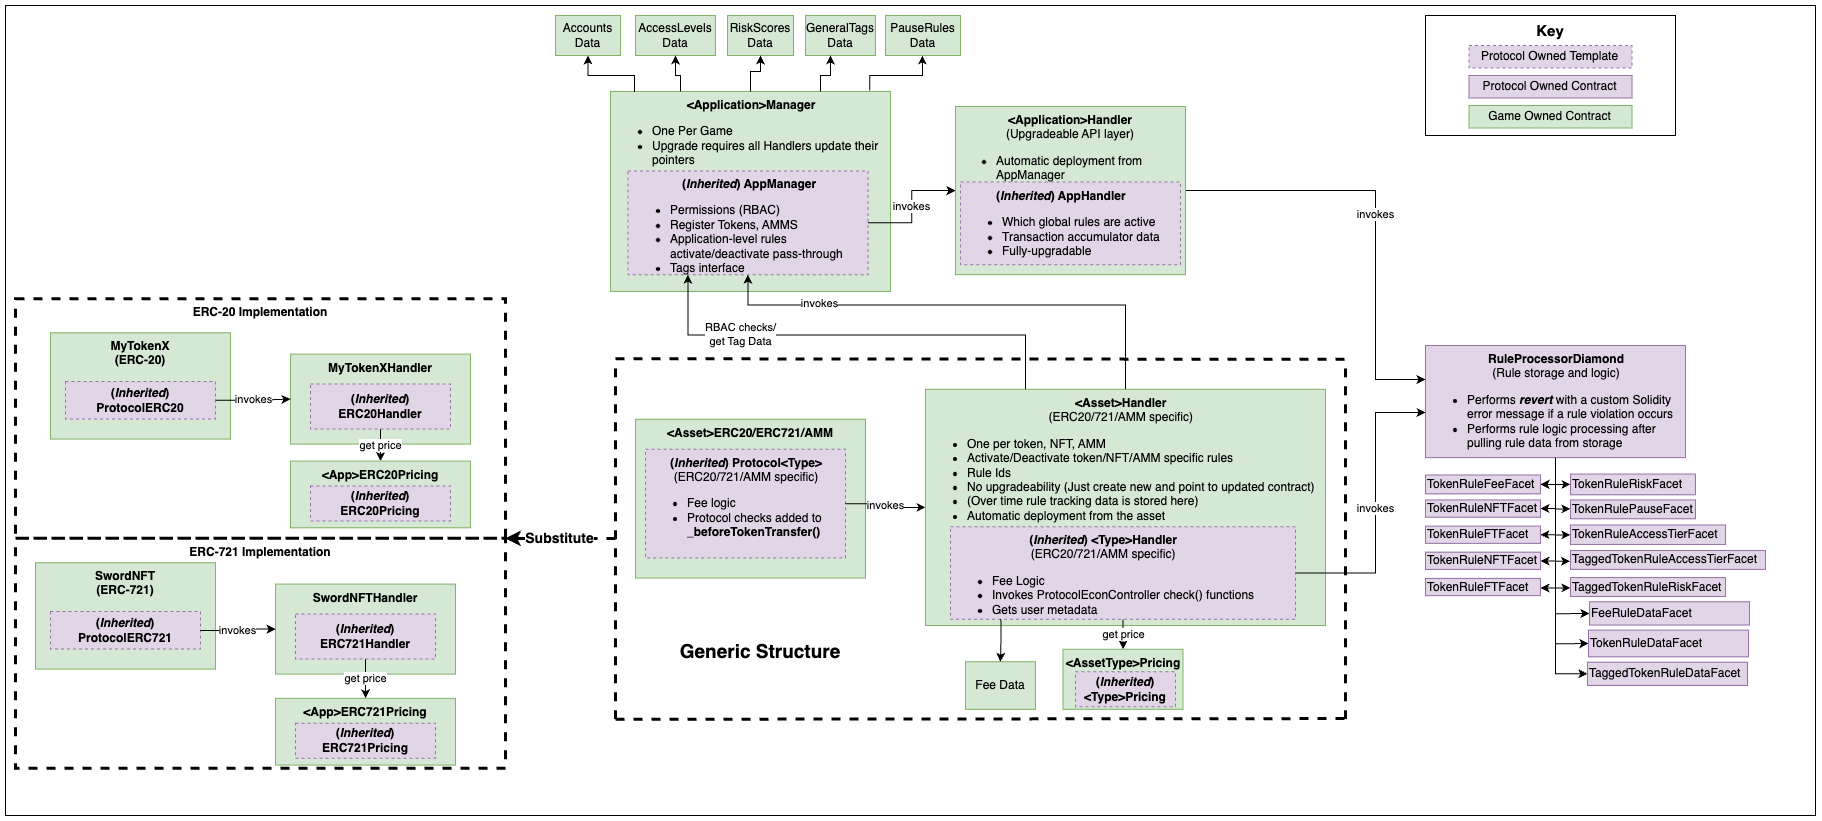 Accounts
Data
AccessLevels
Data
RiskScores
Data
GeneralTags
Data
PauseRules
Data
Key
Protocol Owned Template
Protocol Owned Contract
Game Owned Contract
<Application>Manager
• One Per Game
• Upgrade requires all Handlers update their
pointers
(Inherited) AppManager
• Permissions (RBAC)
• Register Tokens, AMMS
• Application-level rules
activate/deactivate pass-through
• Tags interface
invokes
<Application>Handler
(Upgradeable API layer)
• Automatic deployment from
AppManager
(Inherited) AppHandler
• Which global rules are active
• Transaction accumulator data
• Fully-upgradable
invokes
invokes
RBAC checks/
get Tag Data
ERC-20 Implementation
MyTokenX
(ERC-20)
(Inherited)
ProtocolERC20
invokes
MyTokenXHandler
(Inherited)
ERC20Handler
get price
<App>ERC20Pricing
(Inherited)
ERC20Pricing
ERC-721 Implementation
SwordNFT
(ERC-721)
(Inherited)
ProtocolERC721
invokes
SwordNFTHandler
(Inherited)
ERC721Handler
get price
<App>ERC721Pricing
(Inherited)
ERC721Pricing
Substitute
<Asset>ERC20/ERC721/AMM
(Inherited) Protocol<Type>
(ERC20/721/AMM specific)
• Fee logic
• Protocol checks added to
_beforeTokenTransfer()
invokes
<Asset>Handler
(ERC20/721/AMM specific)
• One per token, NFT, AMM
• Activate/Deactivate token/NFT/AMM specific rules
• Rule Ids
• No upgradeability (Just create new and point to updated contract)
• (Over time rule tracking data is stored here)
• Automatic deployment from the asset
(Inherited) <Type>Handler
(ERC20/721/AMM specific)
• Fee Logic
• Invokes ProtocolEconController check() functions
• Gets user metadata
Generic Structure
get price
Fee Data
<AssetType>Pricing
(Inherited)
<Type>Pricing
invokes
RuleProcessorDiamond
(Rule storage and logic)
• Performs revert with a custom Solidity
error message if a rule violation occurs
• Performs rule logic processing after
pulling rule data from storage
TokenRuleFeeFacet
TokenRuleRiskFacet
TokenRuleNFTFacet
TokenRulePauseFacet
TokenRuleFTFacet
TokenRuleAccessTierFacet
TokenRuleNFTFacet
TaggedTokenRuleAccessTierFacet
TokenRuleFTFacet
TaggedTokenRuleRiskFacet
FeeRuleDataFacet
TokenRuleDataFacet
TaggedTokenRuleDataFacet